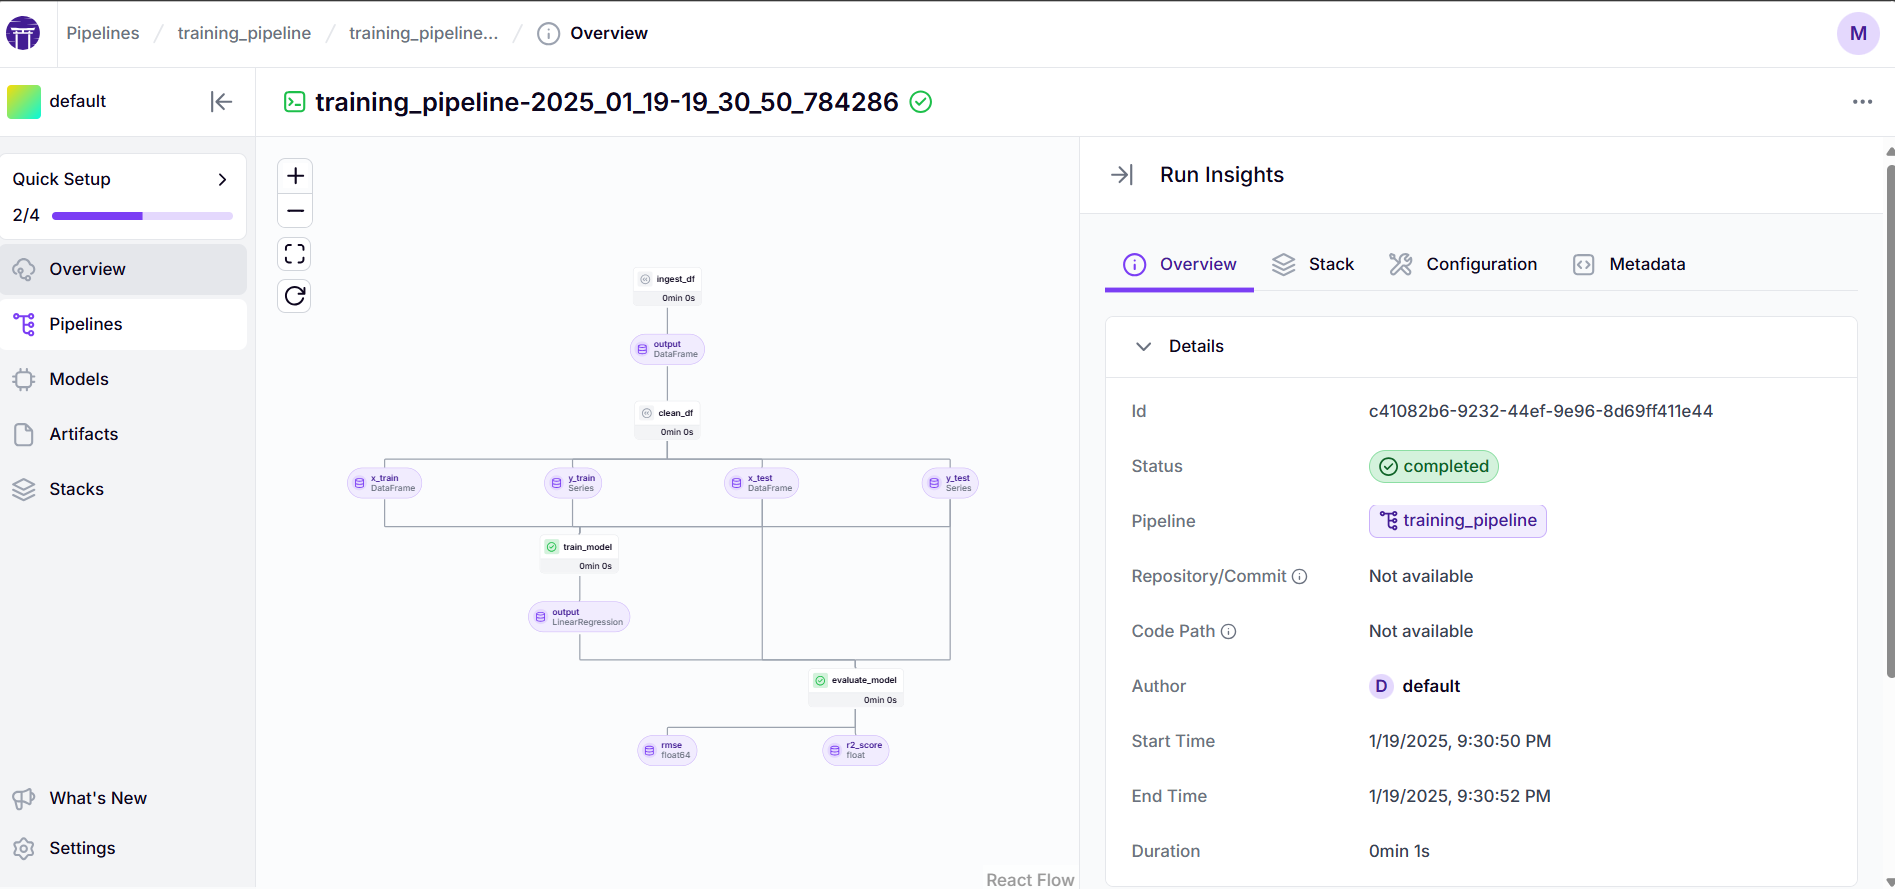 Pipelines / training_pipeline / training_pipeline... / Overview
M
default
training_pipeline-2025_01_19-19_30_50_784286
Quick Setup
2/4
Overview
Pipelines
Models
Artifacts
Stacks
What's New
Settings
ingest_df
0min 0s
output
DataFrame
clean_df
0min 0s
x_train
DataFrame
y_train
Series
x_test
DataFrame
y_test
Series
train_model
0min 0s
output
LinearRegression
evaluate_model
0min 0s
rmse
float64
r2_score
float
React Flow
Run Insights
Overview Stack Configuration Metadata
Details
Id c41082b6-9232-44ef-9e96-8d69ff411e44
Status completed
Pipeline training_pipeline
Repository/Commit Not available
Code Path Not available
Author D default
Start Time 1/19/2025, 9:30:50 PM
End Time 1/19/2025, 9:30:52 PM
Duration 0min 1s